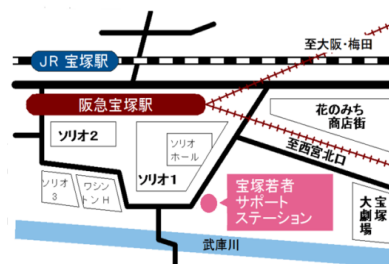 至大阪・梅田
JR 宝塚駅
阪急宝塚駅
花のみち
商店街
ソリオ2
ソリオ
ホール
至西宮北口
ソリオ1
ソリオ
3
ワシン
トンH
宝塚若者
サポート
ステーション
宝塚
大劇場
武庫川